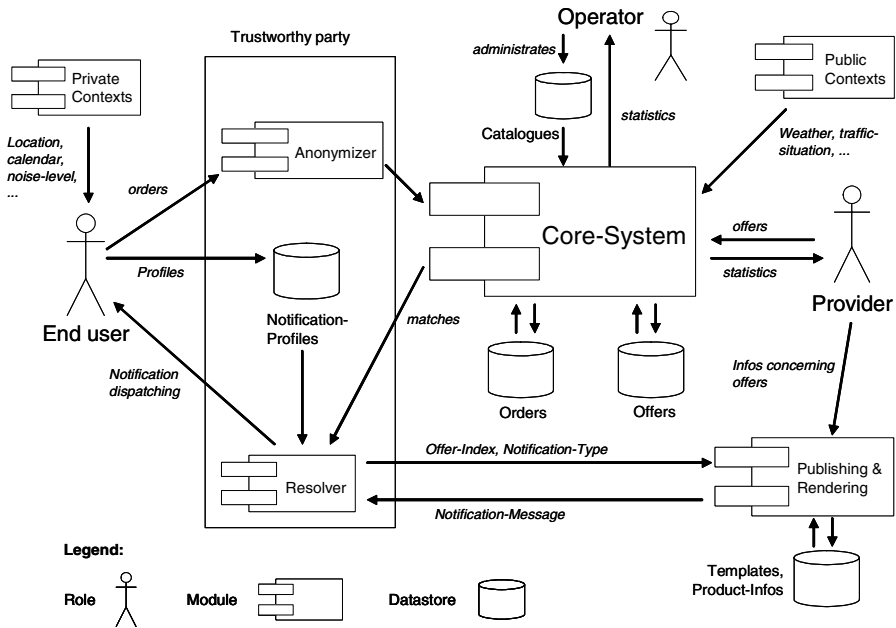 Operator
Trustworthy party
administrates
Private
Contexts
Public
Contexts
Catalogues
statistics
Location,
calendar,
noise-level,
...
Anonymizer
Weather, traffic-
situation, ...
orders
Core-System
offers
statistics
Profiles
Provider
End user
Notification-
Profiles
matches
Notification
dispatching
Infos concerning
offers
Orders
Offers
Offer-Index, Notification-Type
Resolver
Publishing &
Rendering
Notification-Message
Legend:
Templates,
Product-Infos
Role
Module
Datastore